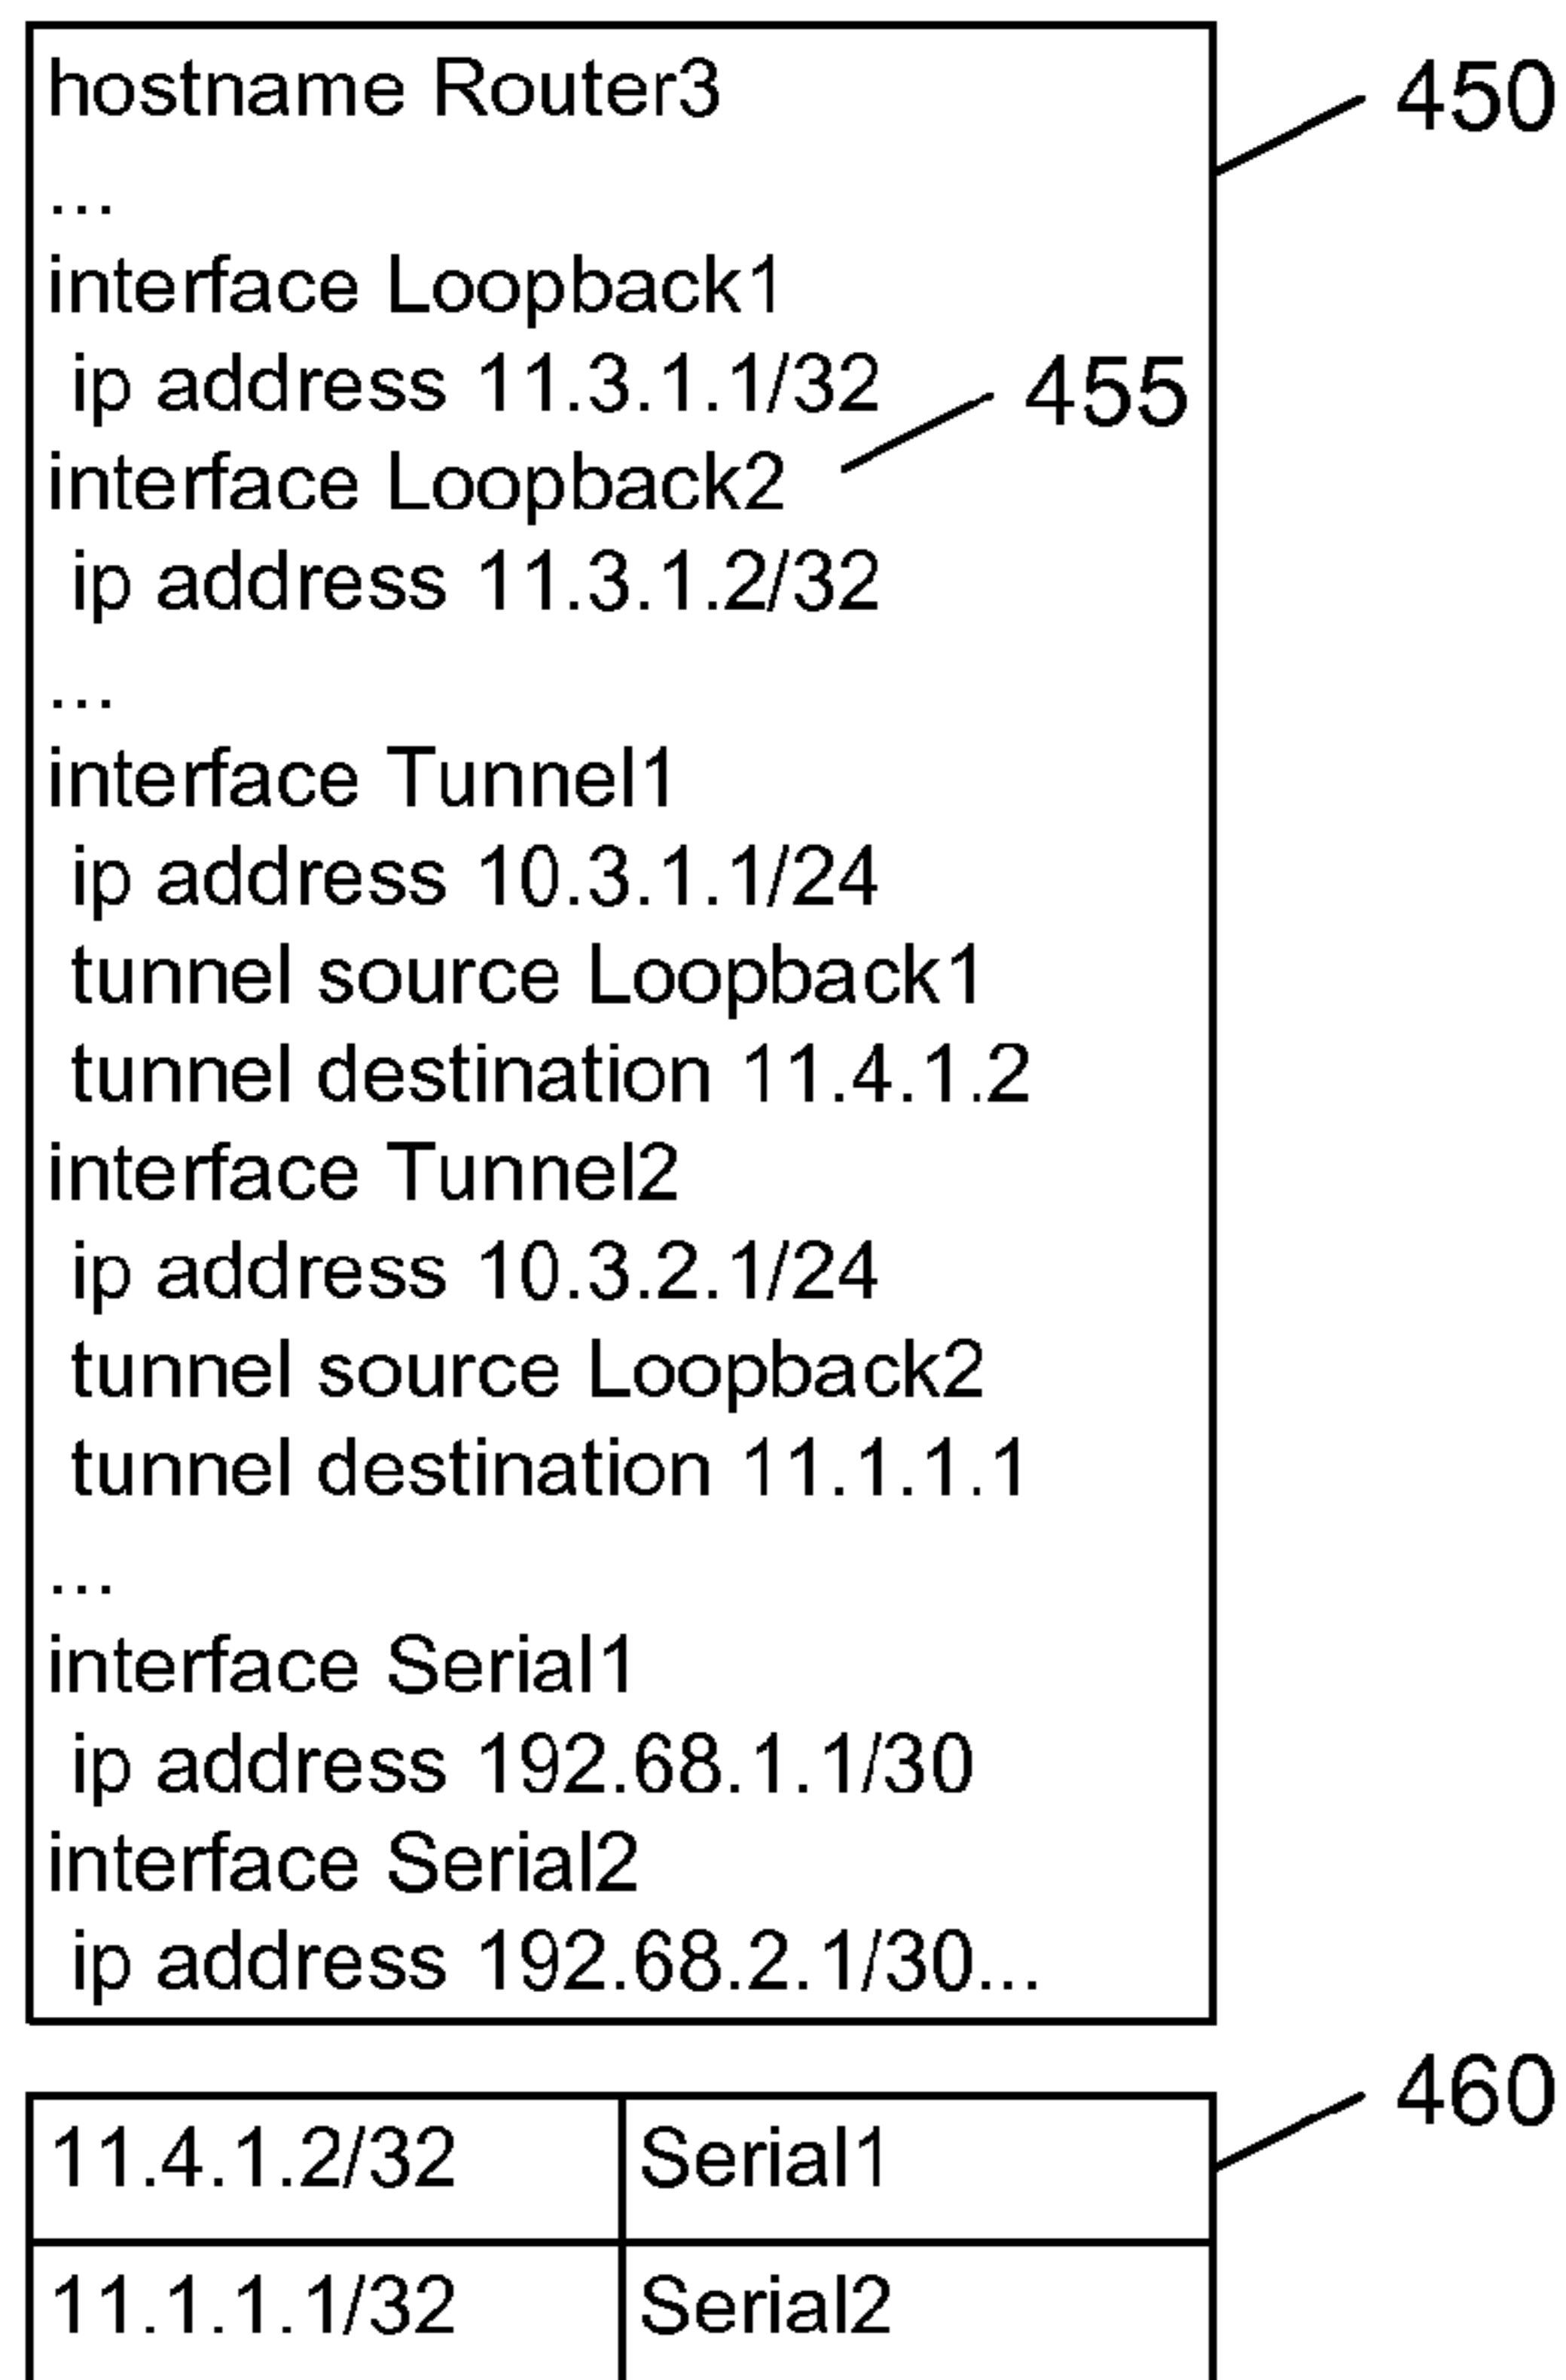 hostname Router3
450
...
interface Loopback1
ip address 11.3.1.1/32
455
interface Loopback2
ip address 11.3.1.2/32
...
interface Tunnel1
ip address 10.3.1.1/24
tunnel source Loopback1
tunnel destination 11.4.1.2
interface Tunnel2
ip address 10.3.2.1/24
tunnel source Loopback2
tunnel destination 11.1.1.1
...
interface Serial1
ip address 192.68.1.1/30
interface Serial2
ip address 192.68.2.1/30...
460
11.4.1.2/32 Serial1
11.1.1.1/32 Serial2